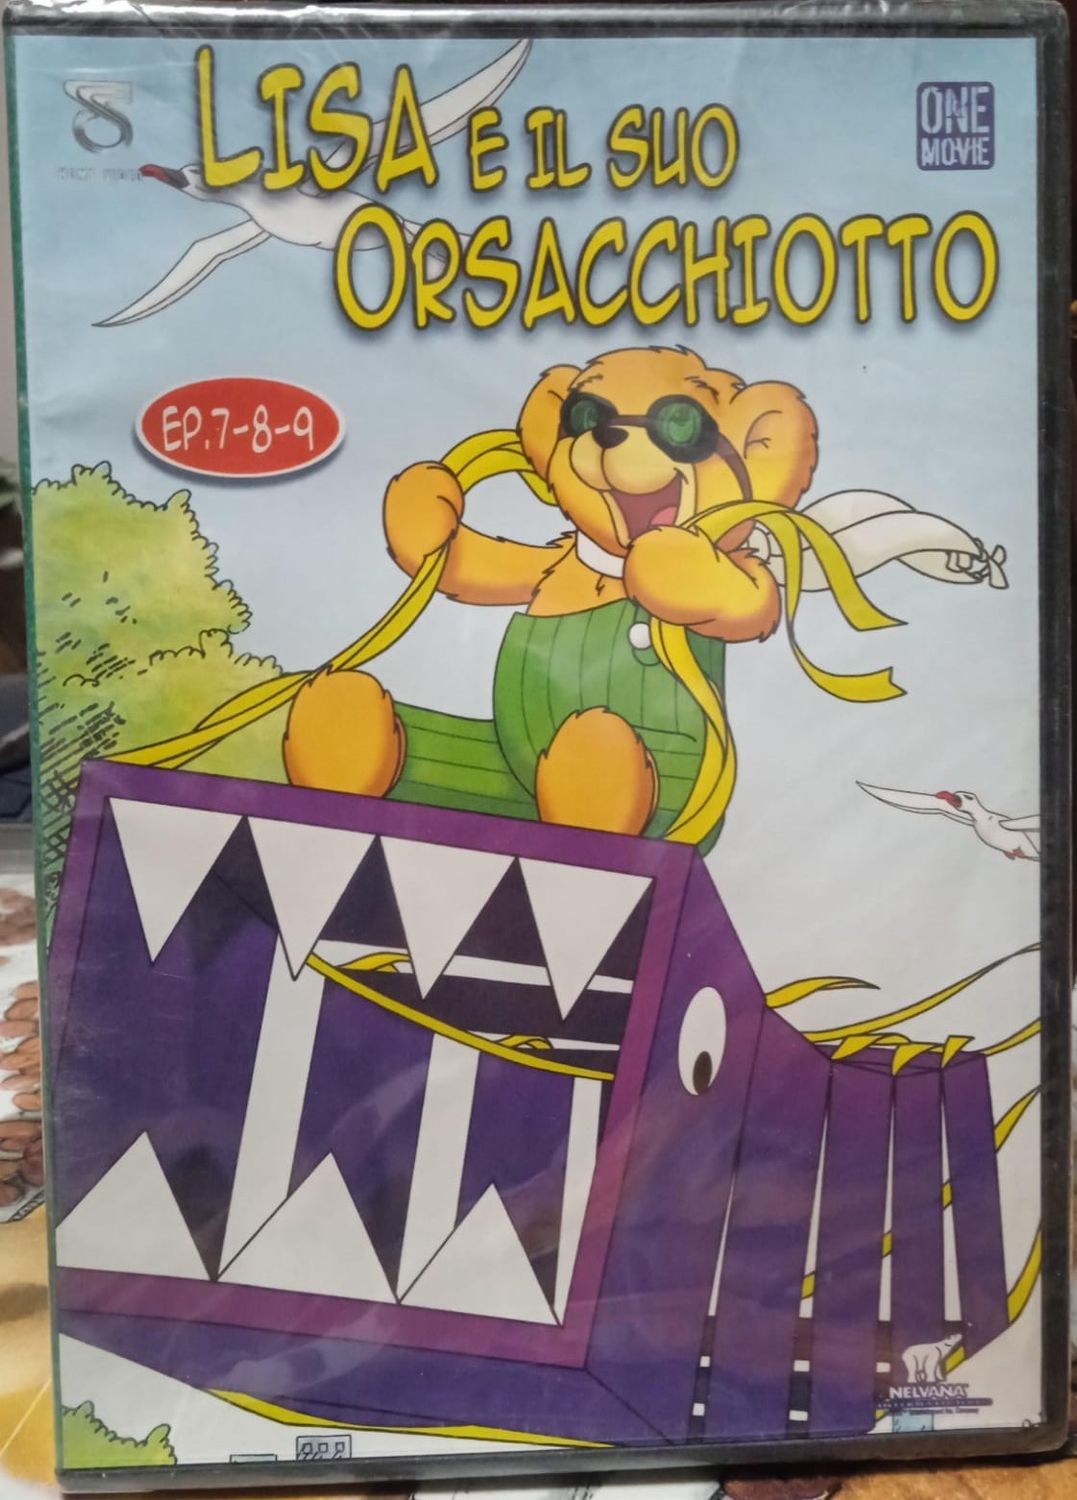 LISA E IL SUO
ORSACCHIOTTO
ONE
MOVIE
EP.7-8-9
NELVANA